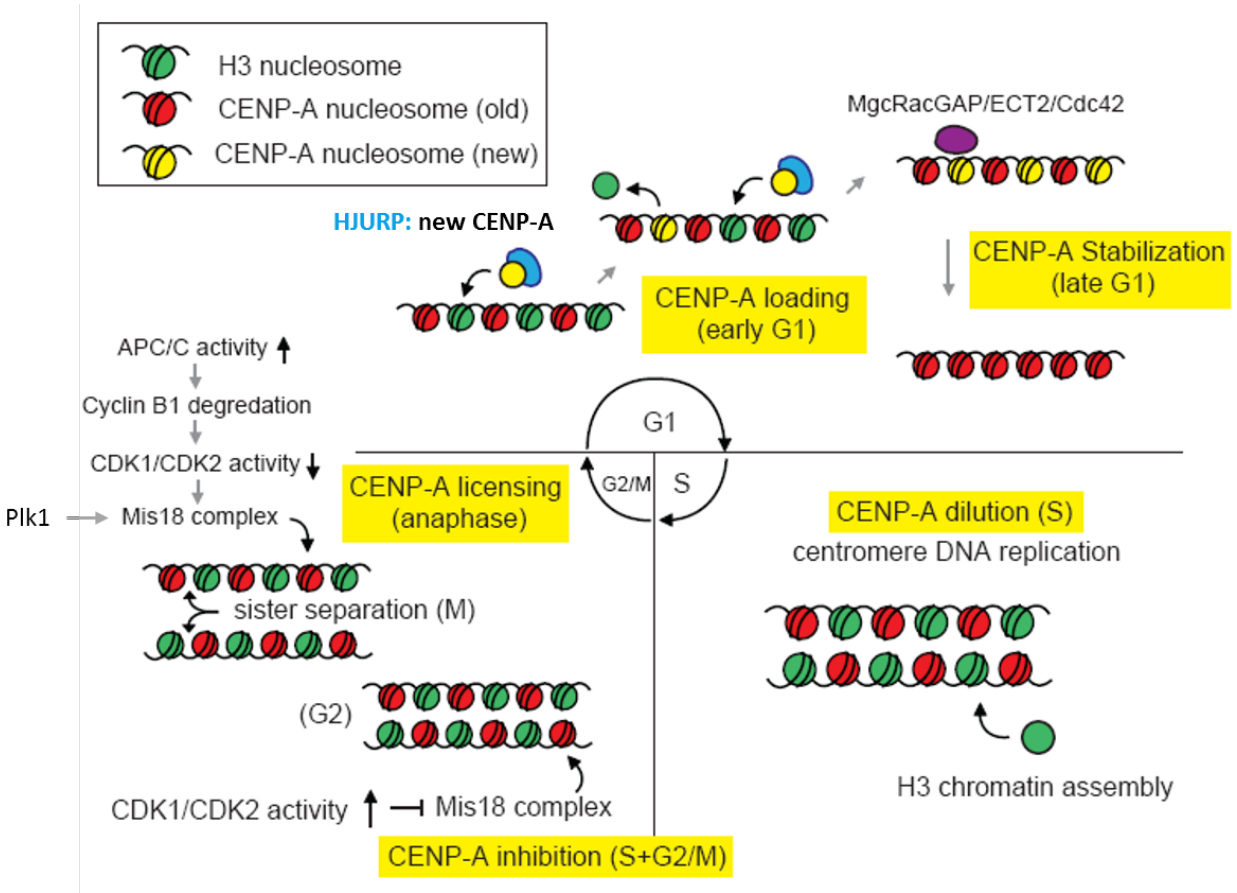 H3 nucleosome
CENP-A nucleosome (old)
CENP-A nucleosome (new)
MgcRacGAP/ECT2/Cdc42
HJURP: new CENP-A
CENP-A loading
(early G1)
CENP-A Stabilization
(late G1)
APC/C activity
Cyclin B1 degredation
CDK1/CDK2 activity
Plk1
Mis18 complex
CENP-A licensing
(anaphase)
G1
G2/M
S
CENP-A dilution (S)
centromere DNA replication
sister separation (M)
(G2)
H3 chromatin assembly
CDK1/CDK2 activity
Mis18 complex
CENP-A inhibition (S+G2/M)